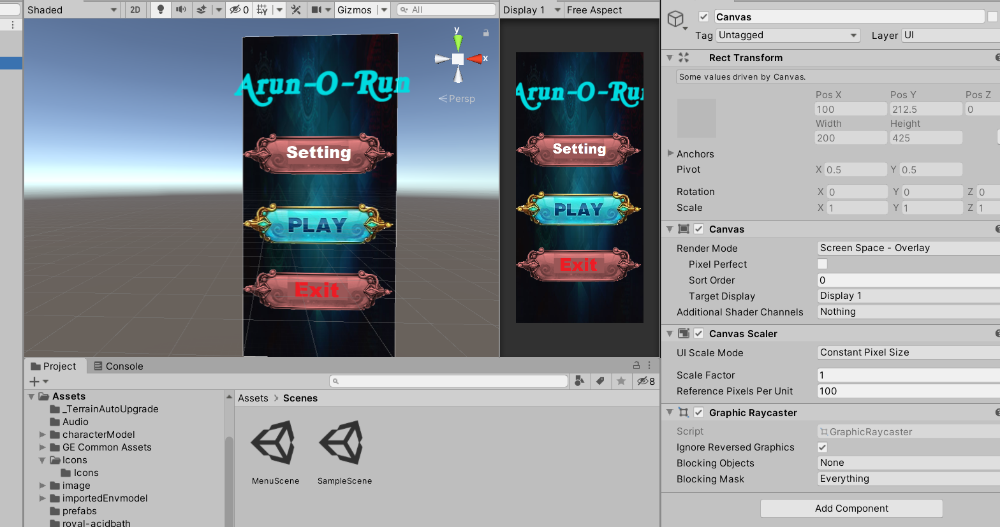 Shaded
2D
0
Gizmos
All
Display 1
Free Aspect
y
x
Persp
Arun-O-Run
Setting
PLAY
Exit
Arun-O-Ru
Setting
PLAY
Exit
Canvas
Tag Untagged Layer UI
Rect Transform
Some values driven by Canvas.
Pos X Pos Y Pos Z
100 212.5 0
Width Height
200 425
Anchors
Pivot X 0.5 Y 0.5
Rotation X 0 Y 0 Z 0
Scale X 1 Y 1 Z 1
Canvas
Render Mode Screen Space - Overlay
Pixel Perfect
Sort Order 0
Target Display Display 1
Additional Shader Channels Nothing
Canvas Scaler
UI Scale Mode Constant Pixel Size
Scale Factor 1
Reference Pixels Per Unit 100
Graphic Raycaster
Script GraphicRaycaster
Ignore Reversed Graphics
Blocking Objects None
Blocking Mask Everything
Add Component
Project Console
8
Assets
_TerrainAutoUpgrade
Audio
characterModel
GE Common Assets
Icons
Icons
image
importedEnvmodel
prefabs
royal-acidbath
Assets > Scenes
MenuScene SampleScene